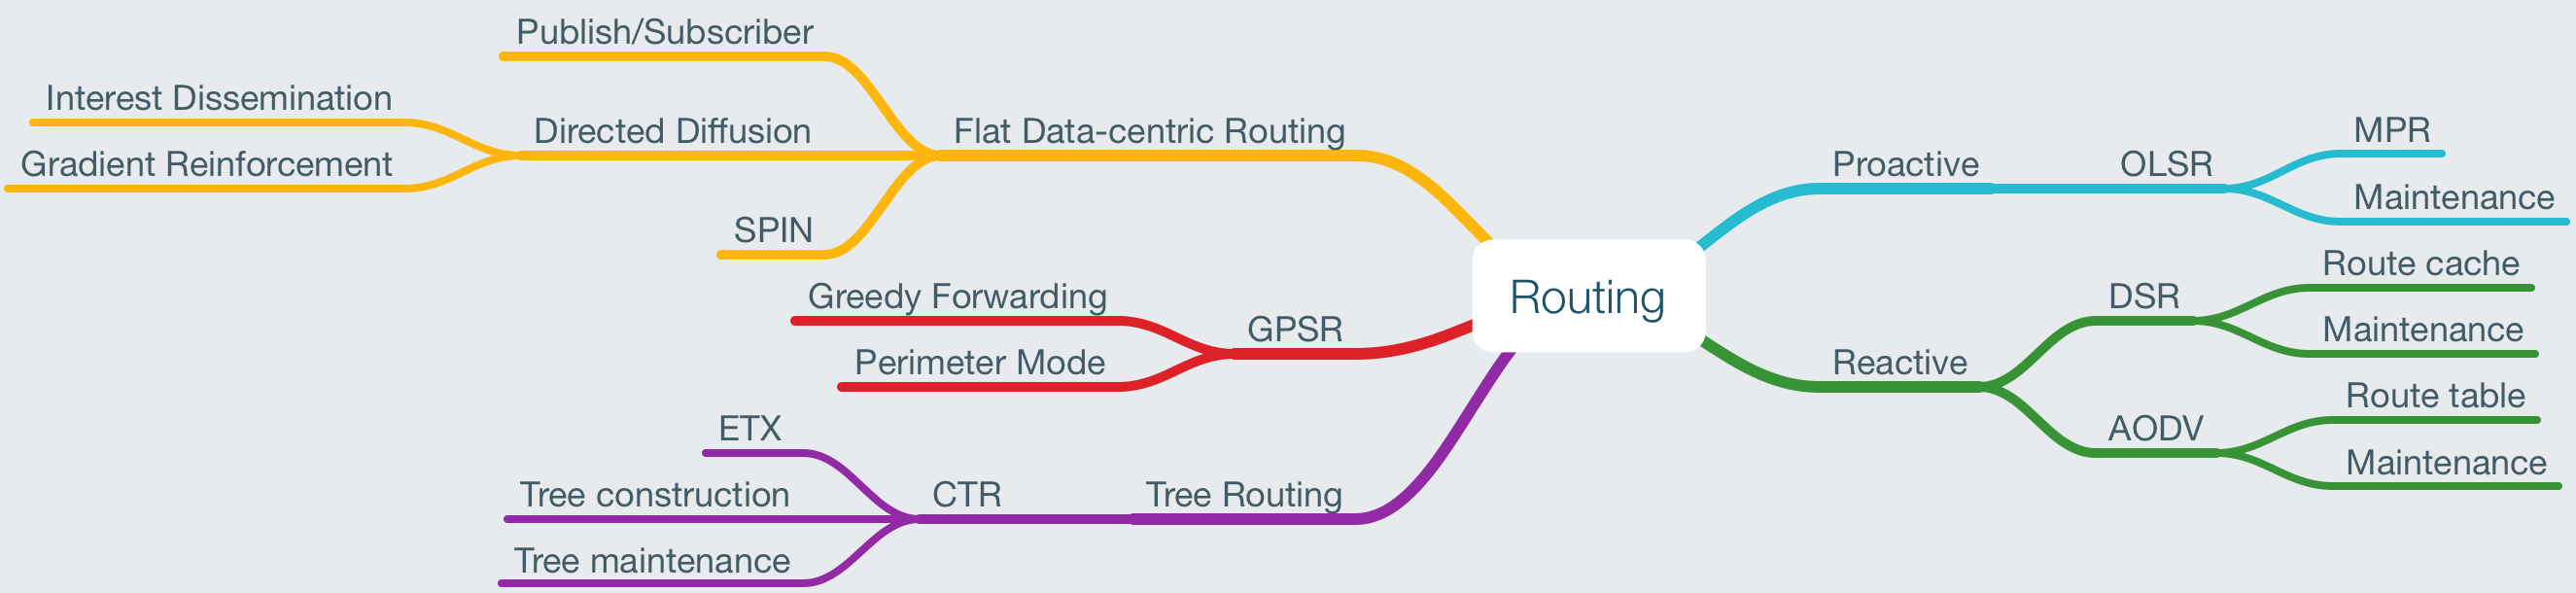 Publish/Subscriber
Interest Dissemination
Directed Diffusion
Flat Data-centric Routing
Gradient Reinforcement
SPIN
Greedy Forwarding
GPSR
Perimeter Mode
ETX
Tree construction
CTR
Tree Routing
Tree maintenance
Routing
Proactive
OLSR
MPR
Maintenance
Reactive
DSR
Route cache
Maintenance
AODV
Route table
Maintenance